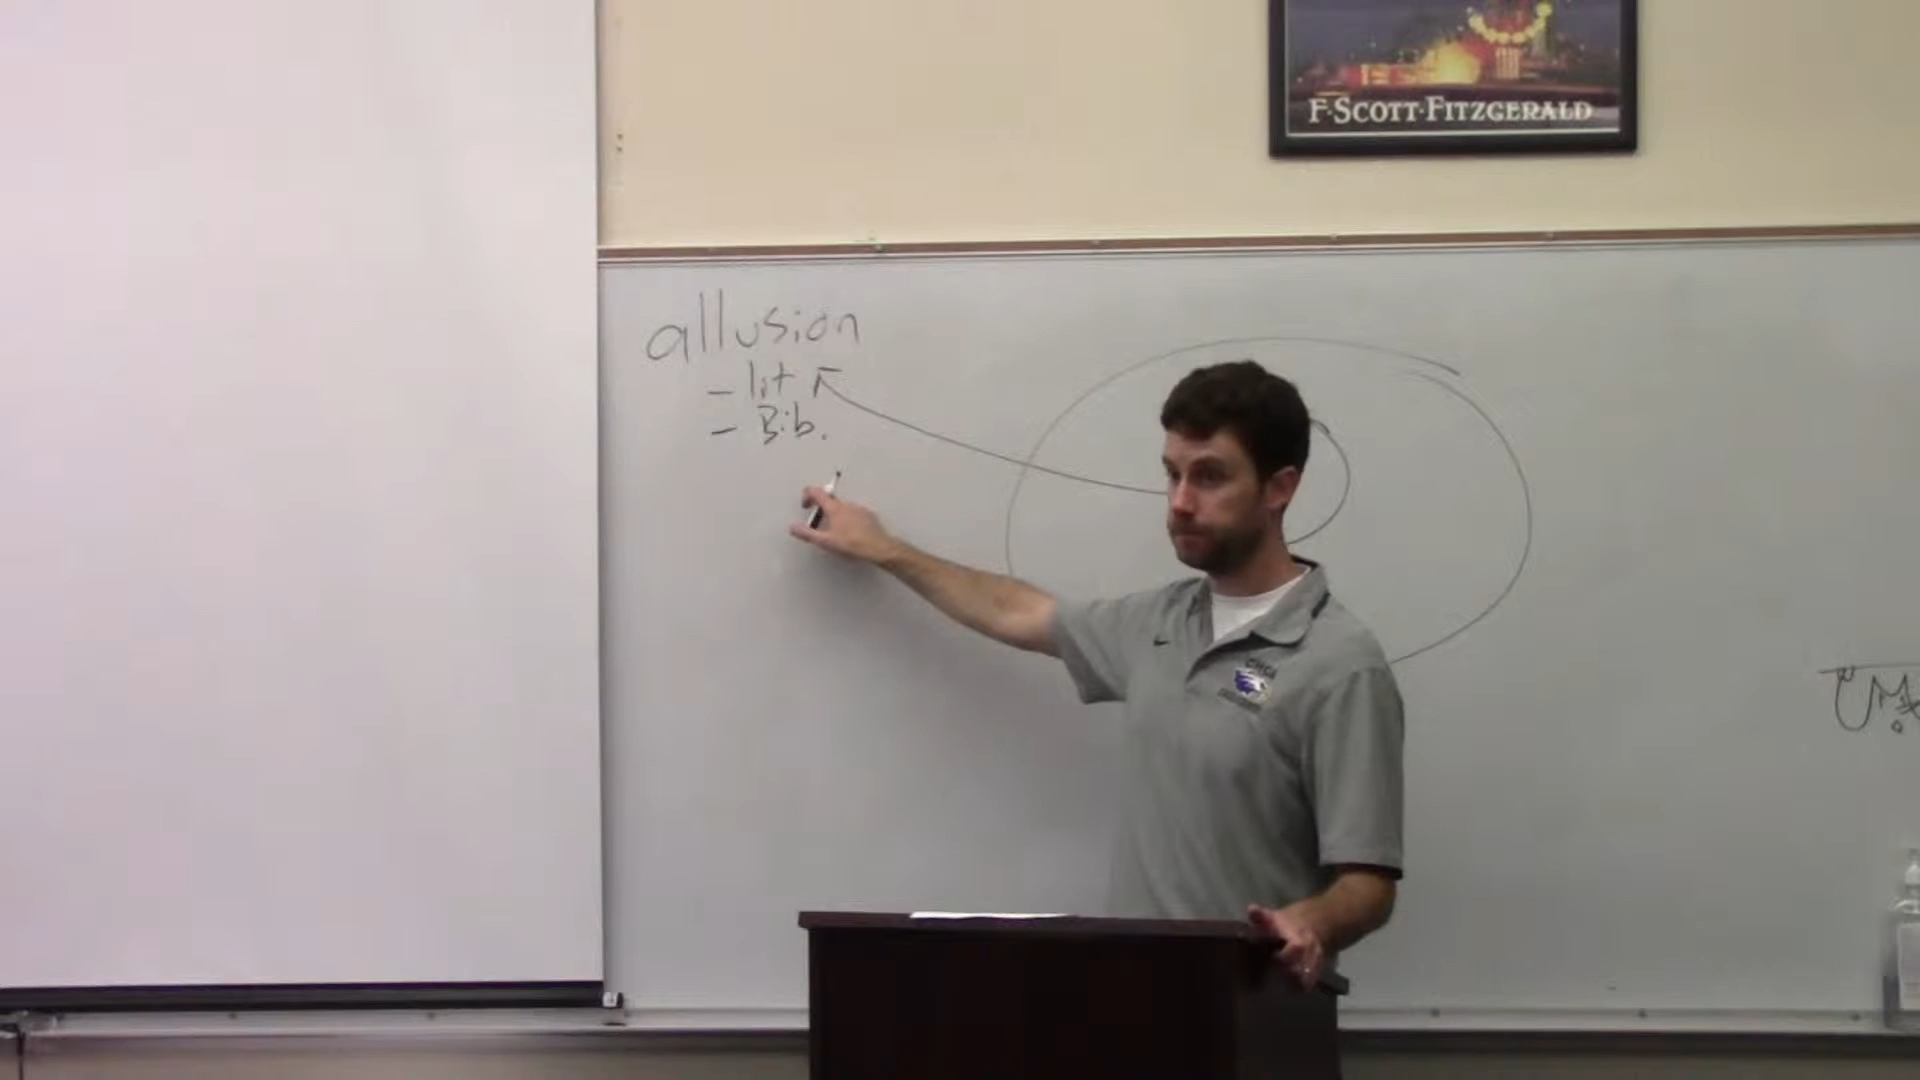 F·SCOTT·FITZGERALD
allusion
- lit
- Bib.